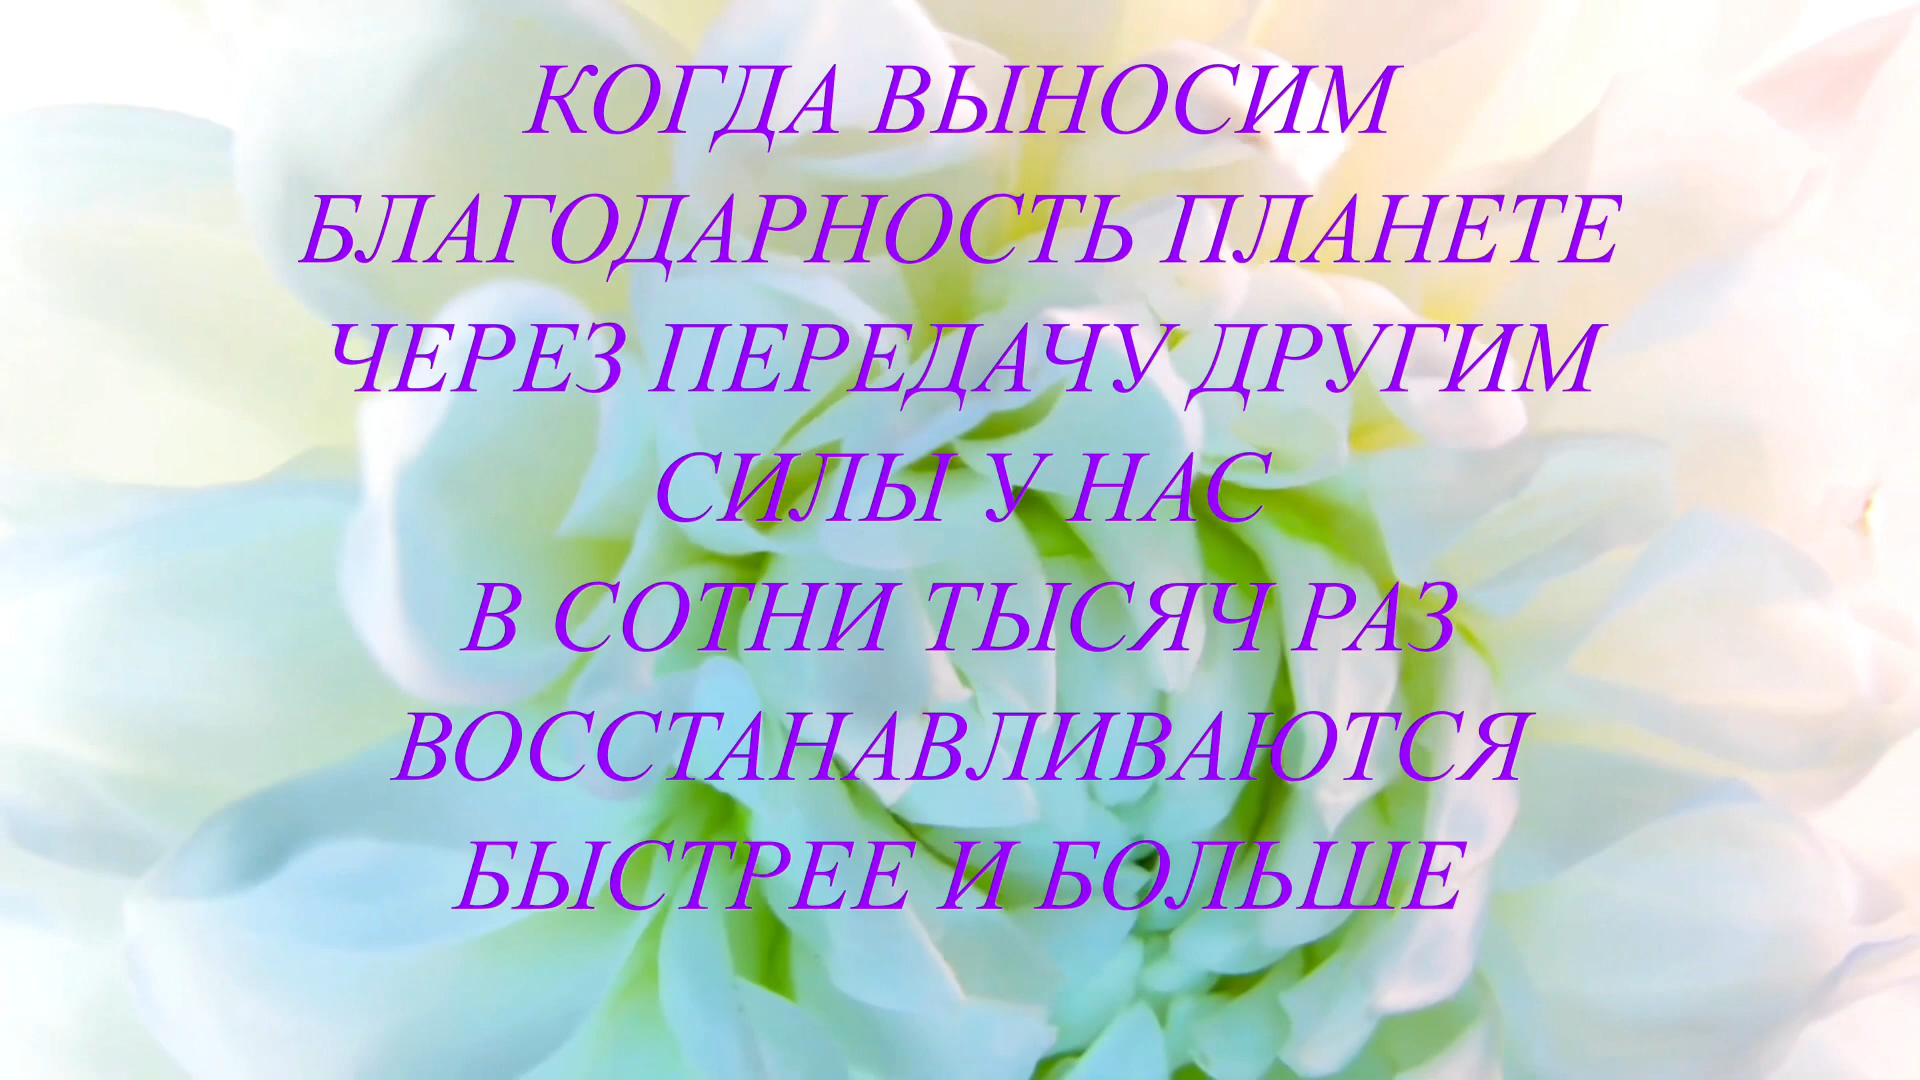 КОГДА ВЫНОСИМ
БЛАГОДАРНОСТЬ ПЛАНЕТЕ
ЧЕРЕЗ ПЕРЕДАЧУ ДРУГИМ
СИЛЫ У НАС
В СОТНИ ТЫСЯЧ РАЗ
ВОССТАНАВЛИВАЮТСЯ
БЫСТРЕЕ И БОЛЬШЕ